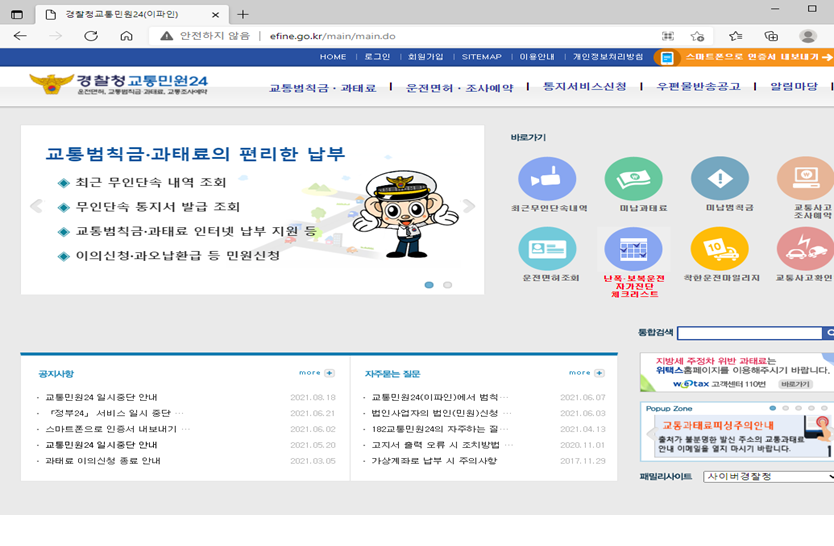 경찰청교통민원24(이파인)
안전하지 않음 efine.go.kr/main/main.do
HOME 로그인 회원가입 SITEMAP 이용안내 개인정보처리방침 스마트폰으로 인증서 내보내기
경찰청교통민원24
운전면허, 교통범칙금·과태료, 교통조사예약
교통범칙금·과태료 운전면허·조사예약 통지서비스신청 우편물반송공고 알림마당
교통범칙금·과태료의 편리한 납부
최근 무인단속 내역 조회
무인단속 통지서 발급 조회
교통범칙금·과태료 인터넷 납부 지원 등
이의신청·과오납환급 등 민원신청
바로가기
최근무인단속내역
미납과태료
미납범칙금
교통사고
조사예약
운전면허조회
난폭·보복운전
자가진단
체크리스트
10
착한운전마일리지
교통사고확인
통합검색
공지사항 more
교통민원24 일시중단 안내 2021.08.18
「정부24」 서비스 일시 중단 ... 2021.06.21
스마트폰으로 인증서 내보내기 ... 2021.06.02
교통민원24 일시중단 안내 2021.05.20
과태료 이의신청 종료 안내 2021.03.05
자주묻는 질문 more
교통민원24(이파인)에서 범칙... 2021.06.07
법인사업자의 법인(민원)신청 ... 2021.06.03
182교통민원24의 자주하는 질... 2021.04.13
고지서 출력 오류 시 조치방법 ... 2020.11.01
가상계좌로 납부 시 주의사항 2017.11.29
지방세 주정차 위반 과태료는
위택스홈페이지를 이용해주시기 바랍니다.
wetax 고객센터 110번 바로가기
Popup Zone
교통과태료피싱주의안내
출처가 불분명한 발신 주소의 교통과태료
안내 이메일을 열지 마시기 바랍니다.
패밀리사이트 사이버경찰청